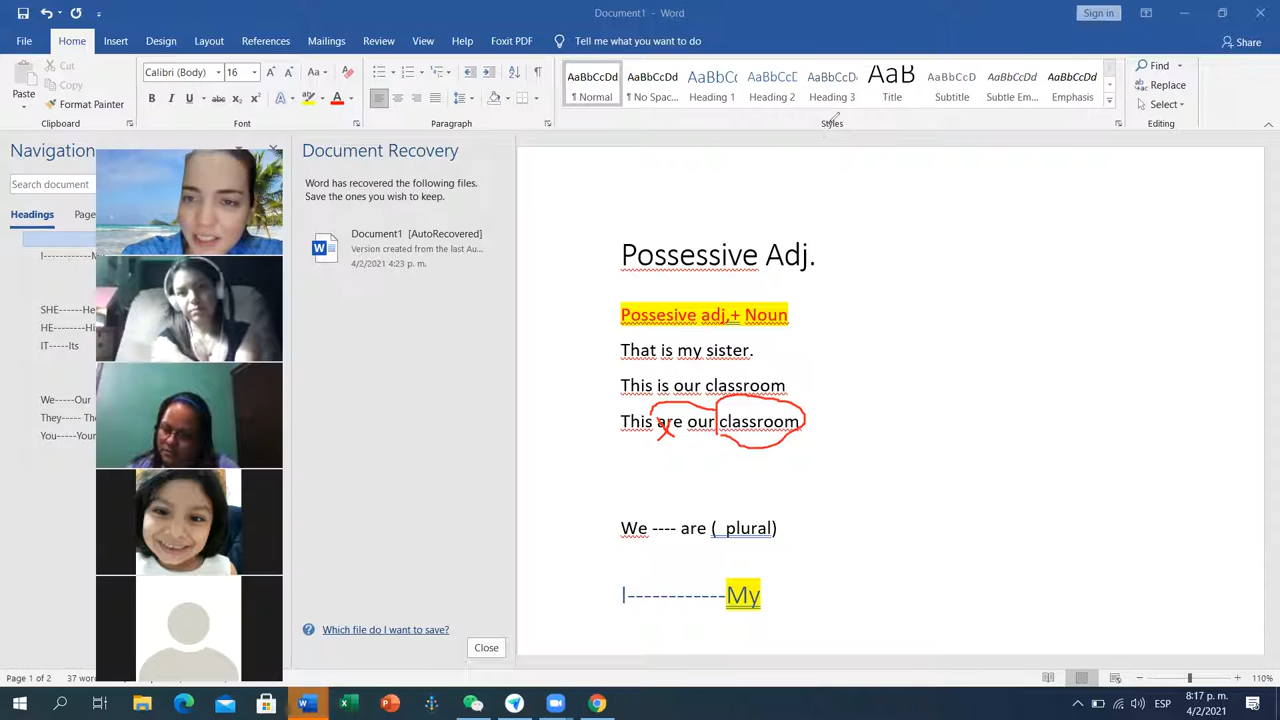 Document1 - Word
Sign in
File Home Insert Design Layout References Mailings Review View Help Foxit PDF Tell me what you want to do Share
Paste
Cut
Copy
Format Painter
Clipboard
Calibri (Body) 16
Font
Paragraph
AaBbCcDd AaBbCcDd AaBbC AaBbCcD AaBbCcDd AaB AaBbCcD AaBbCcDd AaBbCcDd
¶ Normal ¶ No Spac... Heading 1 Heading 2 Heading 3 Title Subtitle Subtle Em... Emphasis
Styles
Find
Replace
Select
Editing
Navigation
Search document
Headings
SHE------He
HE------Hi
IT------Its
We------Our
They-----
You------Your
Document Recovery
Word has recovered the following files.
Save the ones you wish to keep.
Document1 [AutoRecovered]
Version created from the last Au...
4/2/2021 4:23 p. m.
Which file do I want to save?
Close
Possessive Adj.
Possesive adj,+ Noun
That is my sister.
This is our classroom
This are our classroom
We ---- are ( plural)
I------------My
Page 1 of 2
110%
ESP
8:17 p. m.
4/2/2021